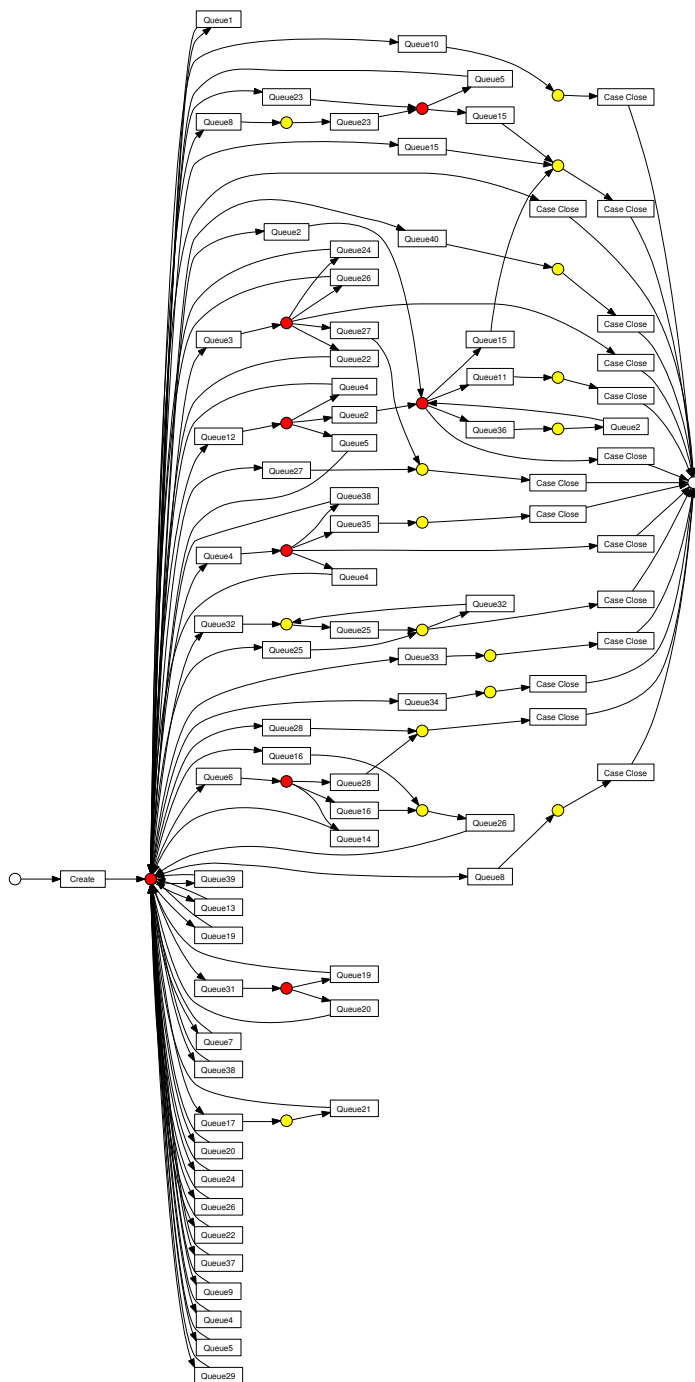 Queue1
Queue10
Queue5
Queue23
Case Close
Queue8
Queue23
Queue15
Queue15
Case Close
Case Close
Queue2
Queue40
Queue24
Queue26
Case Close
Queue27
Queue3
Queue15
Queue22
Case Close
Queue11
Queue4
Case Close
Queue2
Queue36
Queue2
Queue12
Queue5
Case Close
Queue27
Case Close
Queue38
Case Close
Queue35
Case Close
Queue4
Queue4
Case Close
Queue32
Queue32
Queue25
Case Close
Queue25
Queue33
Case Close
Queue34
Case Close
Queue28
Queue16
Case Close
Queue6
Queue28
Queue16
Queue26
Queue14
Create
Queue39
Queue8
Queue13
Queue19
Queue19
Queue31
Queue20
Queue7
Queue38
Queue21
Queue17
Queue20
Queue24
Queue26
Queue22
Queue37
Queue9
Queue4
Queue5
Queue29